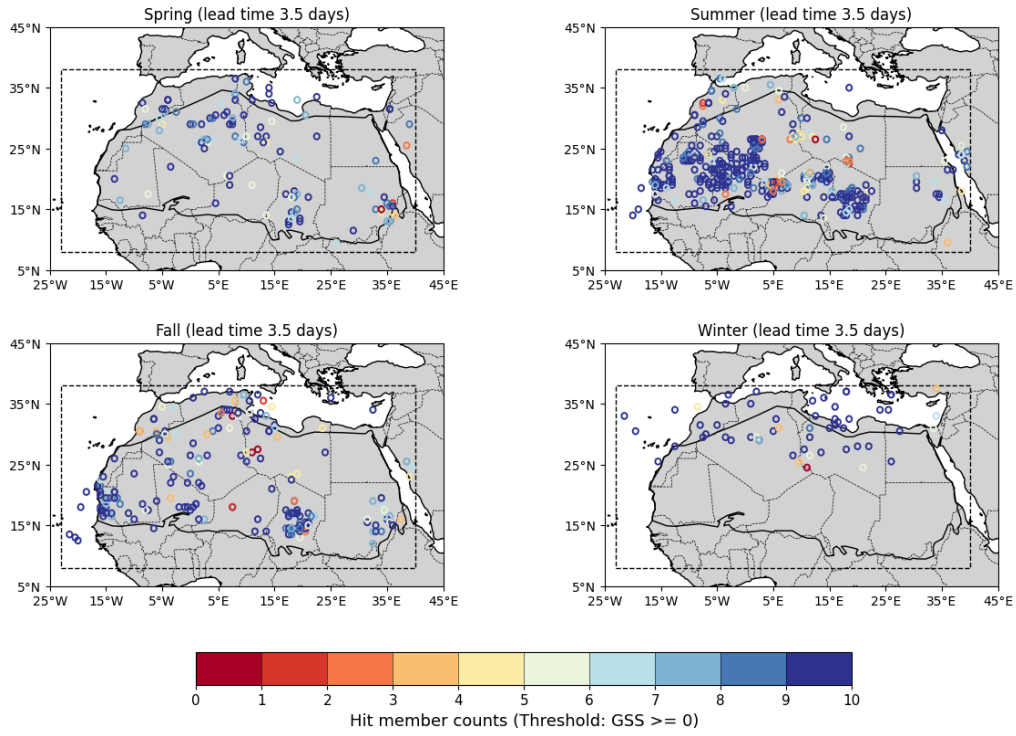 Spring (lead time 3.5 days)
45°N
35°N
25°N
15°N
5°N
25°W 15°W 5°W 5°E 15°E 25°E 35°E 45°E
Summer (lead time 3.5 days)
45°N
35°N
25°N
15°N
5°N
25°W 15°W 5°W 5°E 15°E 25°E 35°E 45°E
Fall (lead time 3.5 days)
45°N
35°N
25°N
15°N
5°N
25°W 15°W 5°W 5°E 15°E 25°E 35°E 45°E
Winter (lead time 3.5 days)
45°N
35°N
25°N
15°N
5°N
25°W 15°W 5°W 5°E 15°E 25°E 35°E 45°E
0 1 2 3 4 5 6 7 8 9 10
Hit member counts (Threshold: GSS >= 0)